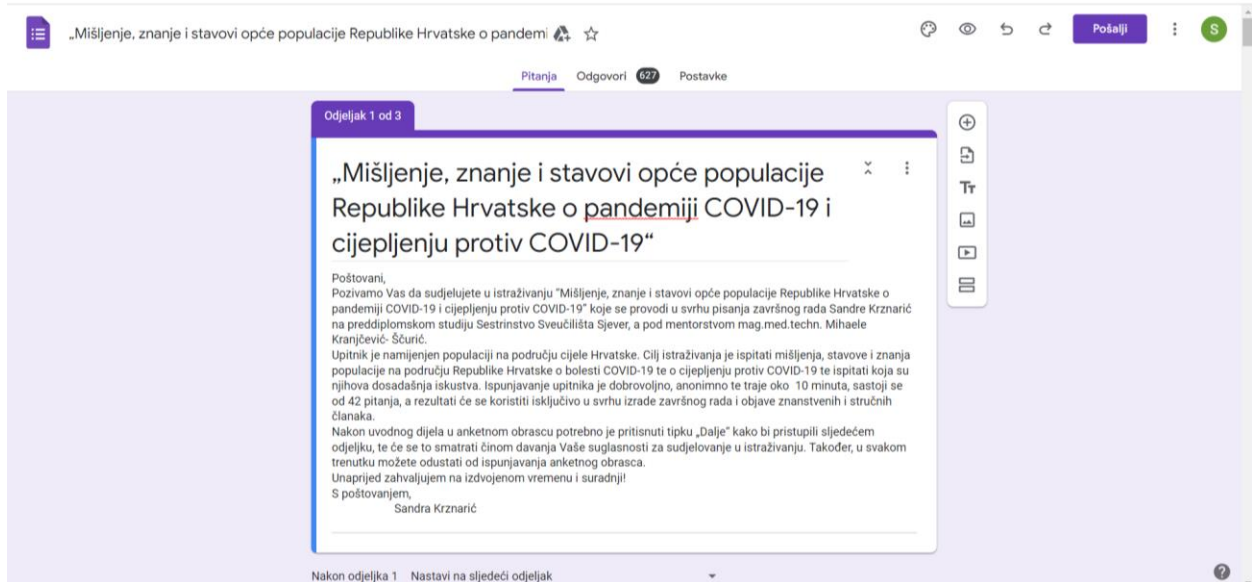 „Mišljenje, znanje i stavovi opće populacije Republike Hrvatske o pandemi
Pošalji
S
Pitanja Odgovori 627 Postavke
Odjeljak 1 od 3
„Mišljenje, znanje i stavovi opće populacije
Republike Hrvatske o pandemiji COVID-19 i
cijepljenju protiv COVID-19“
Tт
Poštovani,
Pozivamo Vas da sudjelujete u istraživanju "Mišljenje, znanje i stavovi opće populacije Republike Hrvatske o
pandemiji COVID-19 i cijepljenju protiv COVID-19" koje se provodi u svrhu pisanja završnog rada Sandre Krznarić
na preddiplomskom studiju Sestrinstvo Sveučilišta Sjever, a pod mentorstvom mag.med.techn. Mihaele
Kranjčević- Ščurić.
Upitnik je namijenjen populaciji na području cijele Hrvatske. Cilj istraživanja je ispitati mišljenja, stavove i znanja
populacije na području Republike Hrvatske o bolesti COVID-19 te o cijepljenju protiv COVID-19 te ispitati koja su
njihova dosadašnja iskustva. Ispunjavanje upitnika je dobrovoljno, anonimno te traje oko 10 minuta, sastoji se
od 42 pitanja, a rezultati će se koristiti isključivo u svrhu izrade završnog rada i objave znanstvenih i stručnih
članaka.
Nakon uvodnog dijela u anketnom obrascu potrebno je pritisnuti tipku „Dalje" kako bi pristupili sljedećem
odjeljku, te će se to smatrati činom davanja Vaše suglasnosti za sudjelovanje u istraživanju. Također, u svakom
trenutku možete odustati od ispunjavanja anketnog obrasca.
Unaprijed zahvaljujem na izdvojenom vremenu i suradnji!
S poštovanjem,
Sandra Krznarić
Nakon odjeljka 1 Nastavi na sljedeći odjeljak